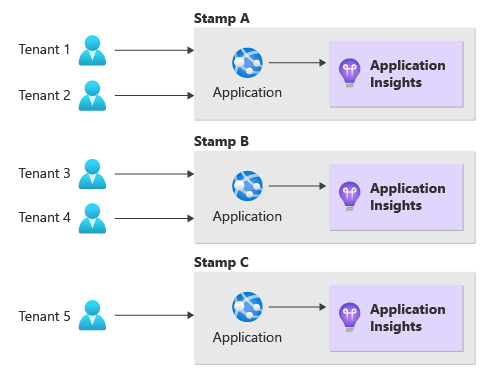 Stamp A
Tenant 1
Tenant 2
Application
Application
Insights
Stamp B
Tenant 3
Tenant 4
Application
Application
Insights
Stamp C
Tenant 5
Application
Application
Insights